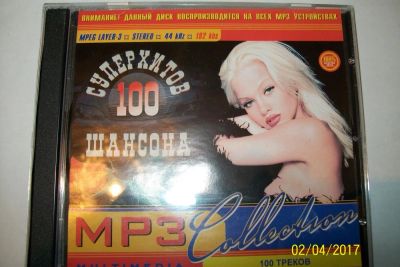 ВНИМАНИЕ! ДАННЫЙ ДИСК ВОСПРОИЗВОДИТСЯ НА ВСЕХ MP3 УСТРОЙСТВАХ
MPEG LAYER-3 STEREO 44 kHz 192 kbs
СУПЕРХИТОВ
100
ШАНСОНА
MP3 Collection
MULTIMEDIA
100 ТРЕКОВ
02/04/2017